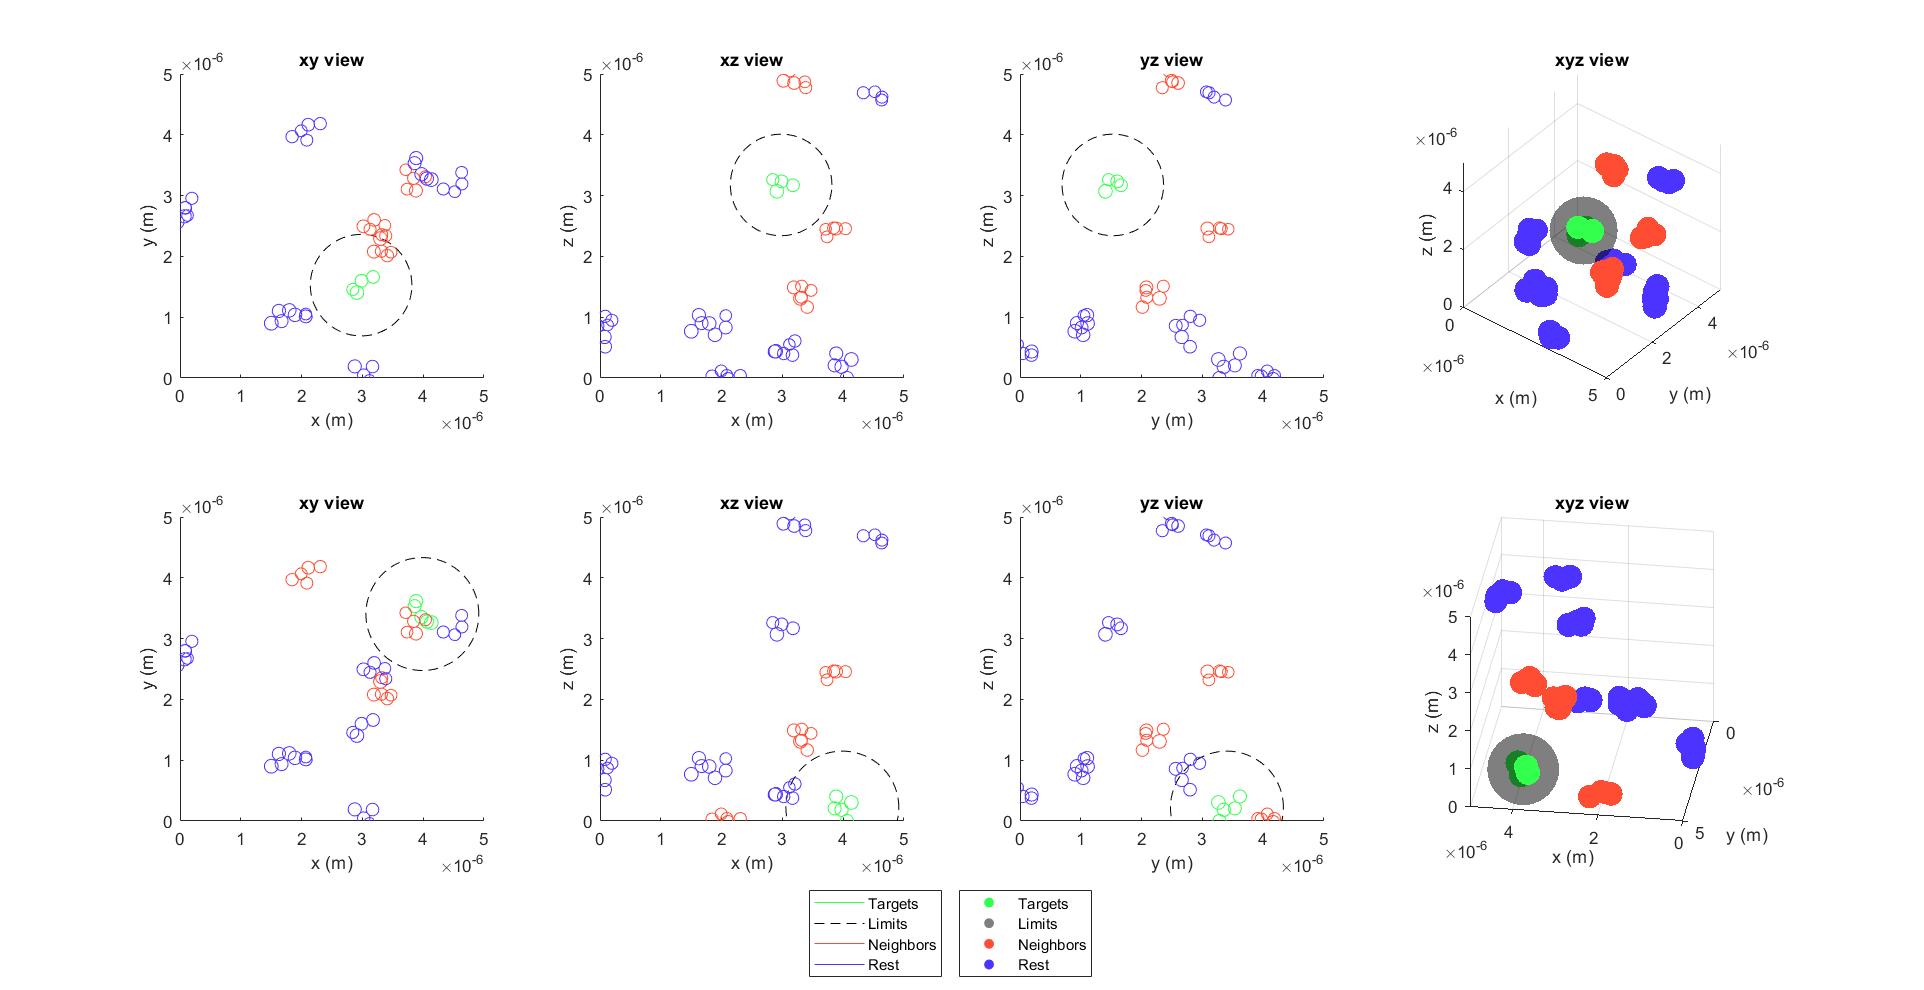 xy view
×10-6
5
4
3
2
1
0
y (m)
0 1 2 3 4 5
x (m)
×10-6
xz view
×10-6
5
4
3
2
1
0
z (m)
0 1 2 3 4 5
x (m)
×10-6
yz view
×10-6
5
4
3
2
1
0
z (m)
0 1 2 3 4 5
y (m)
×10-6
xyz view
×10-6
4
2
0
z (m)
0
5
×10-6
x (m)
0
2
4
×10-6
y (m)
xy view
×10-6
5
4
3
2
1
0
y (m)
0 1 2 3 4 5
x (m)
×10-6
xz view
×10-6
5
4
3
2
1
0
z (m)
0 1 2 3 4 5
x (m)
×10-6
yz view
×10-6
5
4
3
2
1
0
z (m)
0 1 2 3 4 5
y (m)
×10-6
xyz view
×10-6
5
4
3
2
1
0
z (m)
4 2 0
×10-6
x (m)
0
5
×10-6
y (m)
Targets
Limits
Neighbors
Rest
Targets
Limits
Neighbors
Rest